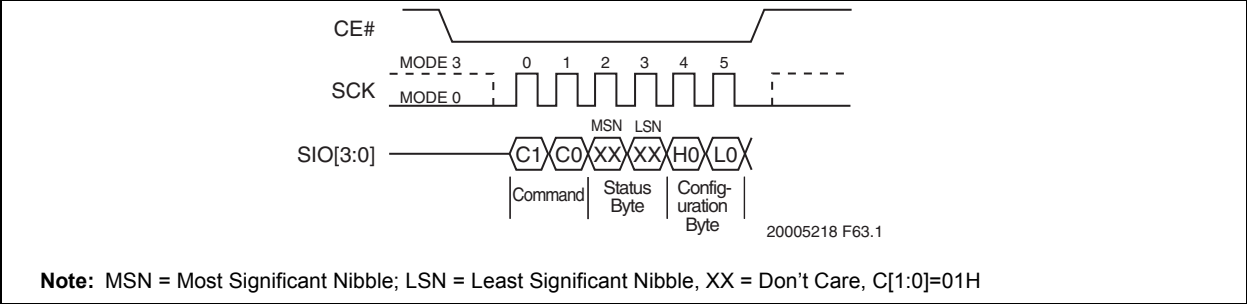 CE#
MODE 3
0 1 2 3 4 5
SCK
MODE 0
MSN LSN
SIO[3:0]
C1 C0 XX XX H0 L0
Command
Status
Byte
Config-
uration
Byte
20005218 F63.1
Note: MSN = Most Significant Nibble; LSN = Least Significant Nibble, XX = Don't Care, C[1:0]=01H